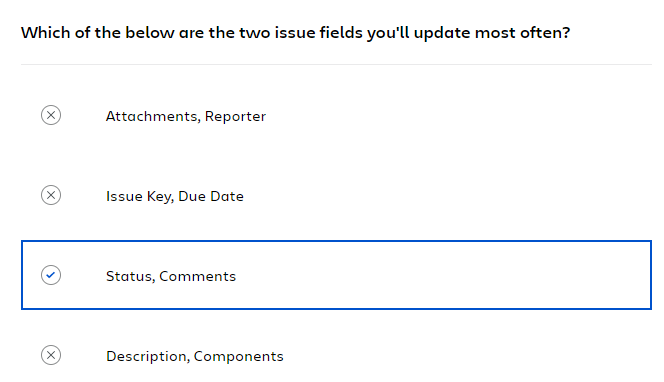 Which of the below are the two issue fields you'll update most often?
Attachments, Reporter
Issue Key, Due Date
Status, Comments
Description, Components